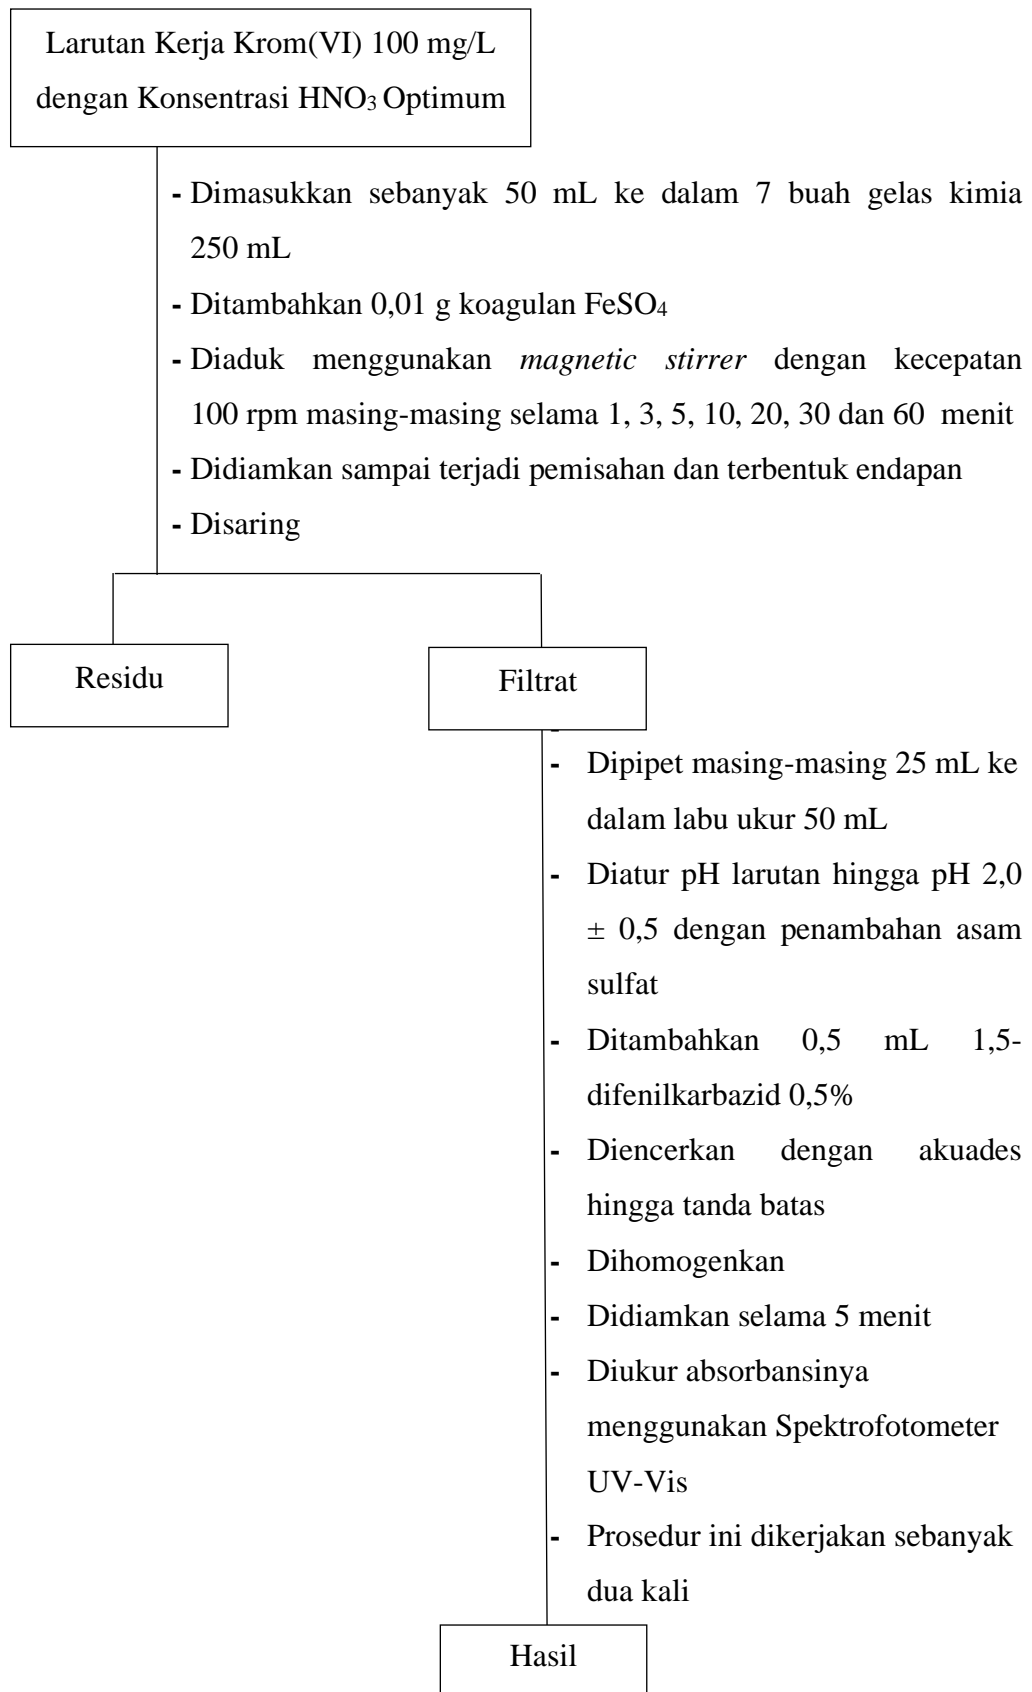 Larutan Kerja Krom(VI) 100 mg/L
dengan Konsentrasi HNO₃ Optimum
- Dimasukkan sebanyak 50 mL ke dalam 7 buah gelas kimia
250 mL
- Ditambahkan 0,01 g koagulan FeSO₄
- Diaduk menggunakan magnetic stirrer dengan kecepatan
100 rpm masing-masing selama 1, 3, 5, 10, 20, 30 dan 60 menit
- Didiamkan sampai terjadi pemisahan dan terbentuk endapan
- Disaring
Residu
Filtrat
-
- Dipipet masing-masing 25 mL ke
dalam labu ukur 50 mL
- Diatur pH larutan hingga pH 2,0
± 0,5 dengan penambahan asam
sulfat
- Ditambahkan 0,5 mL 1,5-
difenilkarbazid 0,5%
- Diencerkan dengan akuades
hingga tanda batas
- Dihomogenkan
- Didiamkan selama 5 menit
- Diukur absorbansinya
menggunakan Spektrofotometer
UV-Vis
- Prosedur ini dikerjakan sebanyak
dua kali
Hasil